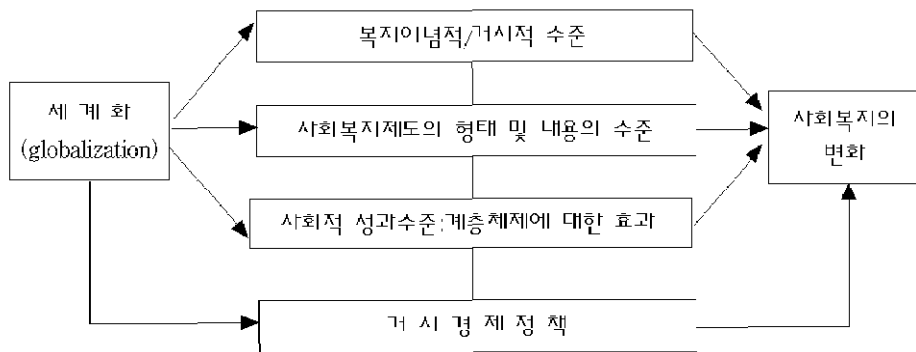 복지이념적/거시적 수준
세 계 화
(globalization)
사회복지제도의 형태 및 내용의 수준
사회복지의
변화
사회적 성과수준:계층체제에 대한 효과
거 시 경 제 정 책